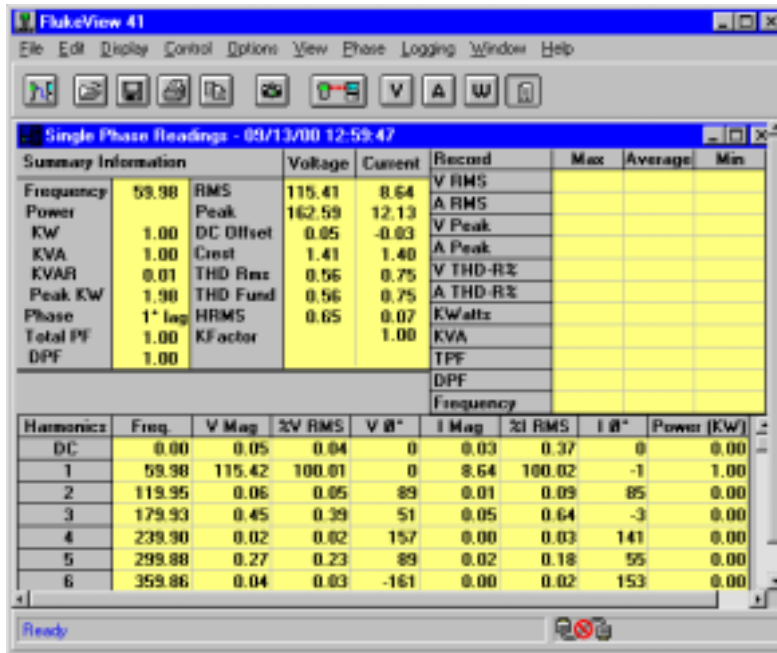 FlukeView 41
File Edit Display Control Options View Phase Logging Window Help
V A W
Single Phase Readings - 09/13/00 12:59:47
Summary Information Voltage Current Record Max Average Min
Frequency 59.98 RMS 115.41 8.64 V RMS
Power Peak 162.59 12.13 A RMS
KW 1.00 DC Offset 0.05 -0.03 V Peak
KVA 1.00 Crest 1.41 1.40 A Peak
KVAR 0.01 THD Rms 0.56 0.75 V THD-R%
Peak KW 1.98 THD Fund 0.56 0.75 A THD-R%
Phase 1° lag HRMS 0.65 0.07 KWatts
Total PF 1.00 KFactor 1.00 KVA
DPF 1.00 TPF
DPF
Frequency
Harmonics Freq. V Mag %V RMS V Ø° I Mag %I RMS I Ø° Power (KW)
DC 0.00 0.05 0.04 0 0.03 0.37 0 0.00
1 59.98 115.42 100.01 0 8.64 100.02 -1 1.00
2 119.95 0.06 0.05 89 0.01 0.09 85 0.00
3 179.93 0.45 0.39 51 0.05 0.64 -3 0.00
4 239.90 0.02 0.02 157 0.00 0.03 141 0.00
5 299.88 0.27 0.23 89 0.02 0.18 55 0.00
6 359.86 0.04 0.03 -161 0.00 0.02 153 0.00
Ready